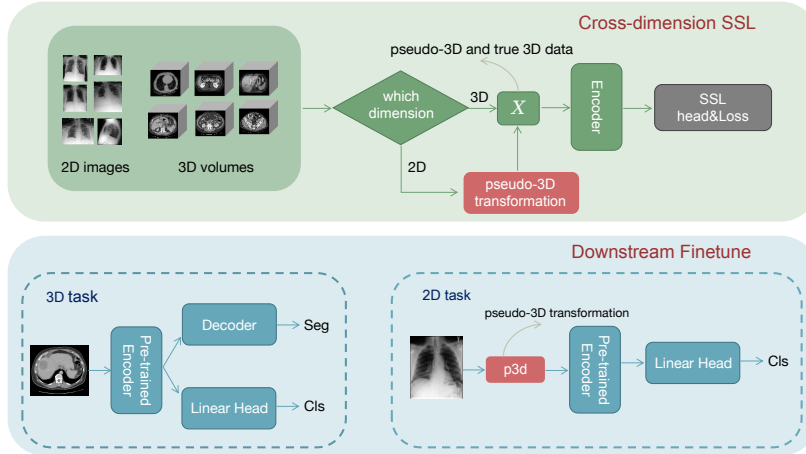 Cross-dimension SSL
pseudo-3D and true 3D data
which
dimension
3D
X
Encoder
SSL
head&Loss
2D
pseudo-3D
transformation
2D images
3D volumes
Downstream Finetune
3D task
Pre-trained
Encoder
Decoder
Seg
Linear Head
Cls
2D task
pseudo-3D transformation
p3d
Pre-trained
Encoder
Linear Head
Cls